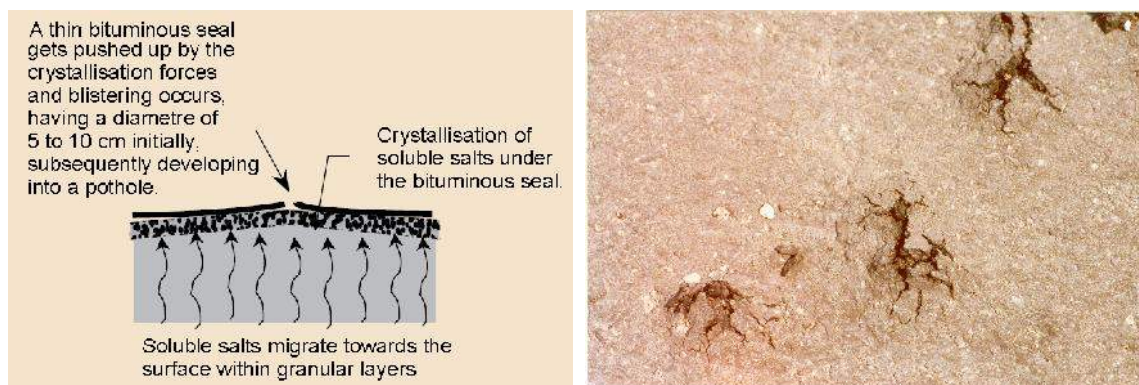 A thin bituminous seal
gets pushed up by the
crystallisation forces
and blistering occurs,
having a diametre of
5 to 10 cm initially,
subsequently developing
into a pothole.
Crystallisation of
soluble salts under
the bituminous seal.
Soluble salts migrate towards the
surface within granular layers